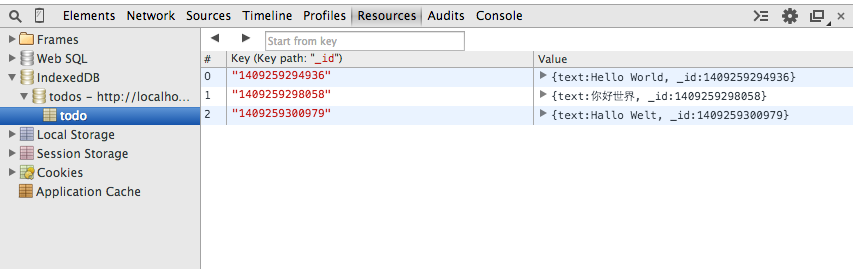 Elements Network Sources Timeline Profiles Resources Audits Console
Frames
Web SQL
IndexedDB
todos – http://localho...
todo
Local Storage
Session Storage
Cookies
Application Cache
Start from key
# Key (Key path: "_id") Value
0 "1409259294936" {text:Hello World, _id:1409259294936}
1 "1409259298058" {text:你好世界, _id:1409259298058}
2 "1409259300979" {text:Hallo Welt, _id:1409259300979}